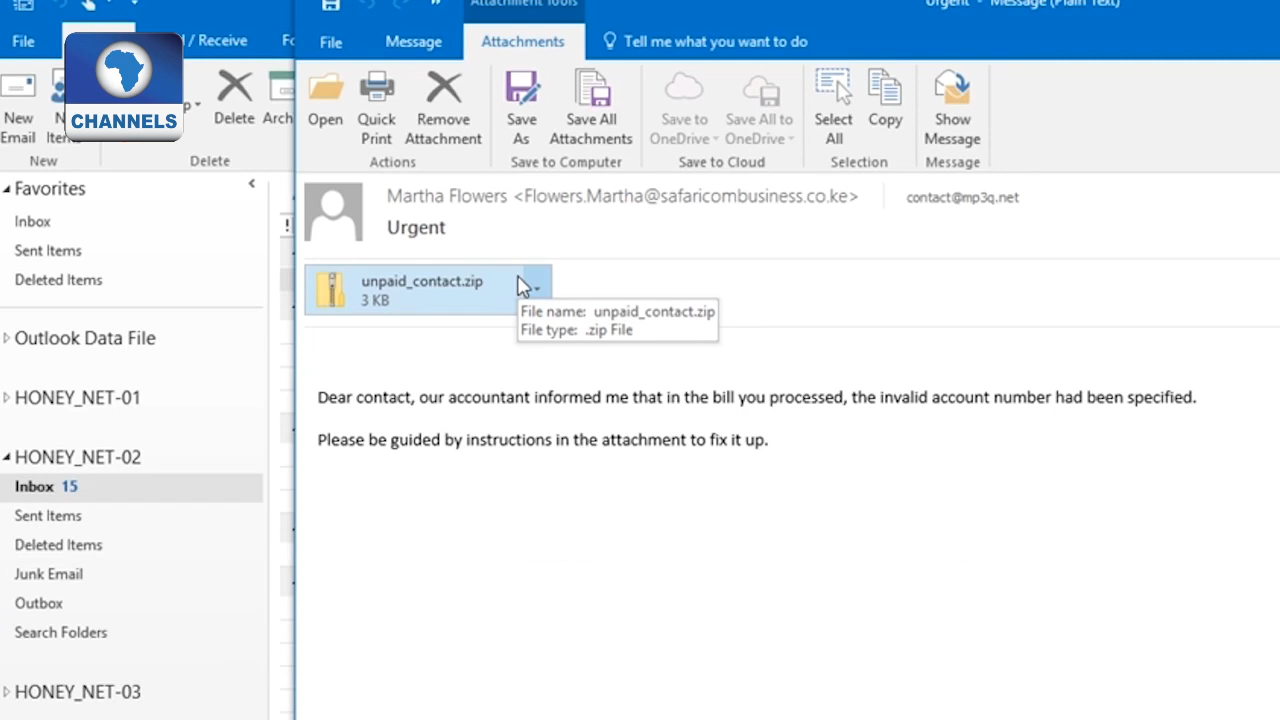 Attachment Tools
Urgent - Message (Plain Text)
File
/ Receive
File
Message
Attachments
Tell me what you want to do
CHANNELS
New
Email
Delete
Open
Quick
Print
Remove
Attachment
Save
As
Save All
Attachments
Save to
OneDrive
Save All to
OneDrive
Select
All
Copy
Show
Message
New
Delete
Actions
Save to Computer
Save to Cloud
Selection
Message
Favorites
Inbox
Sent Items
Deleted Items
Outlook Data File
HONEY_NET-01
HONEY_NET-02
Inbox 15
Sent Items
Deleted Items
Junk Email
Outbox
Search Folders
HONEY_NET-03
Martha Flowers <Flowers.Martha@safaricombusiness.co.ke>
contact@mp3q.net
Urgent
unpaid_contact.zip
3 KB
File name: unpaid_contact.zip
File type: .zip File
Dear contact, our accountant informed me that in the bill you processed, the invalid account number had been specified.
Please be guided by instructions in the attachment to fix it up.